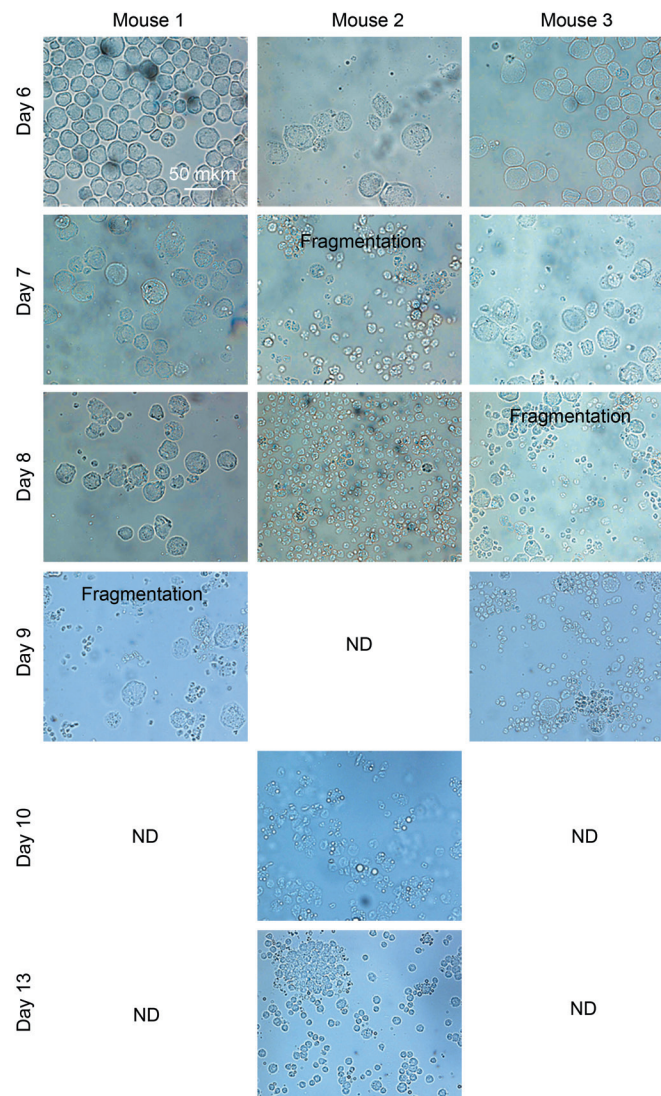 Mouse 1 Mouse 2 Mouse 3
Day 6
50 mkm
Day 7
Fragmentation
Day 8
Fragmentation
Day 9
Fragmentation
ND
Day 10
ND
ND
Day 13
ND
ND